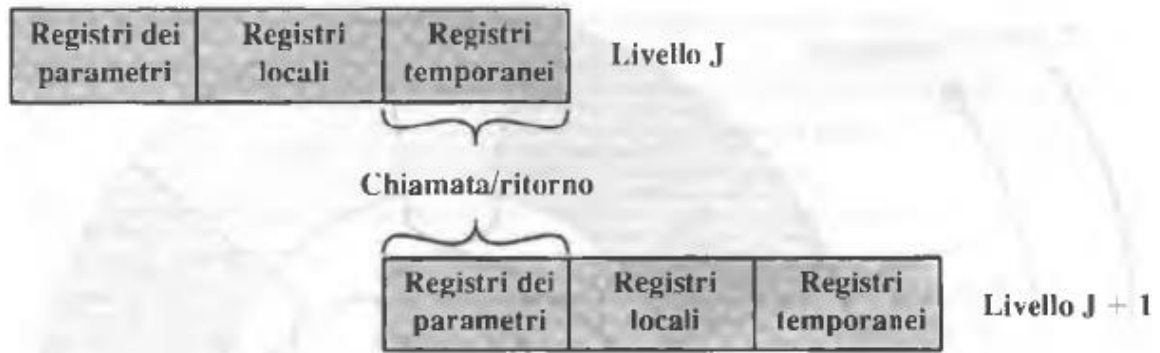 Registri dei
parametri
Registri
locali
Registri
temporanei
Livello J
Chiamata/ritorno
Registri dei
parametri
Registri
locali
Registri
temporanei
Livello J + 1